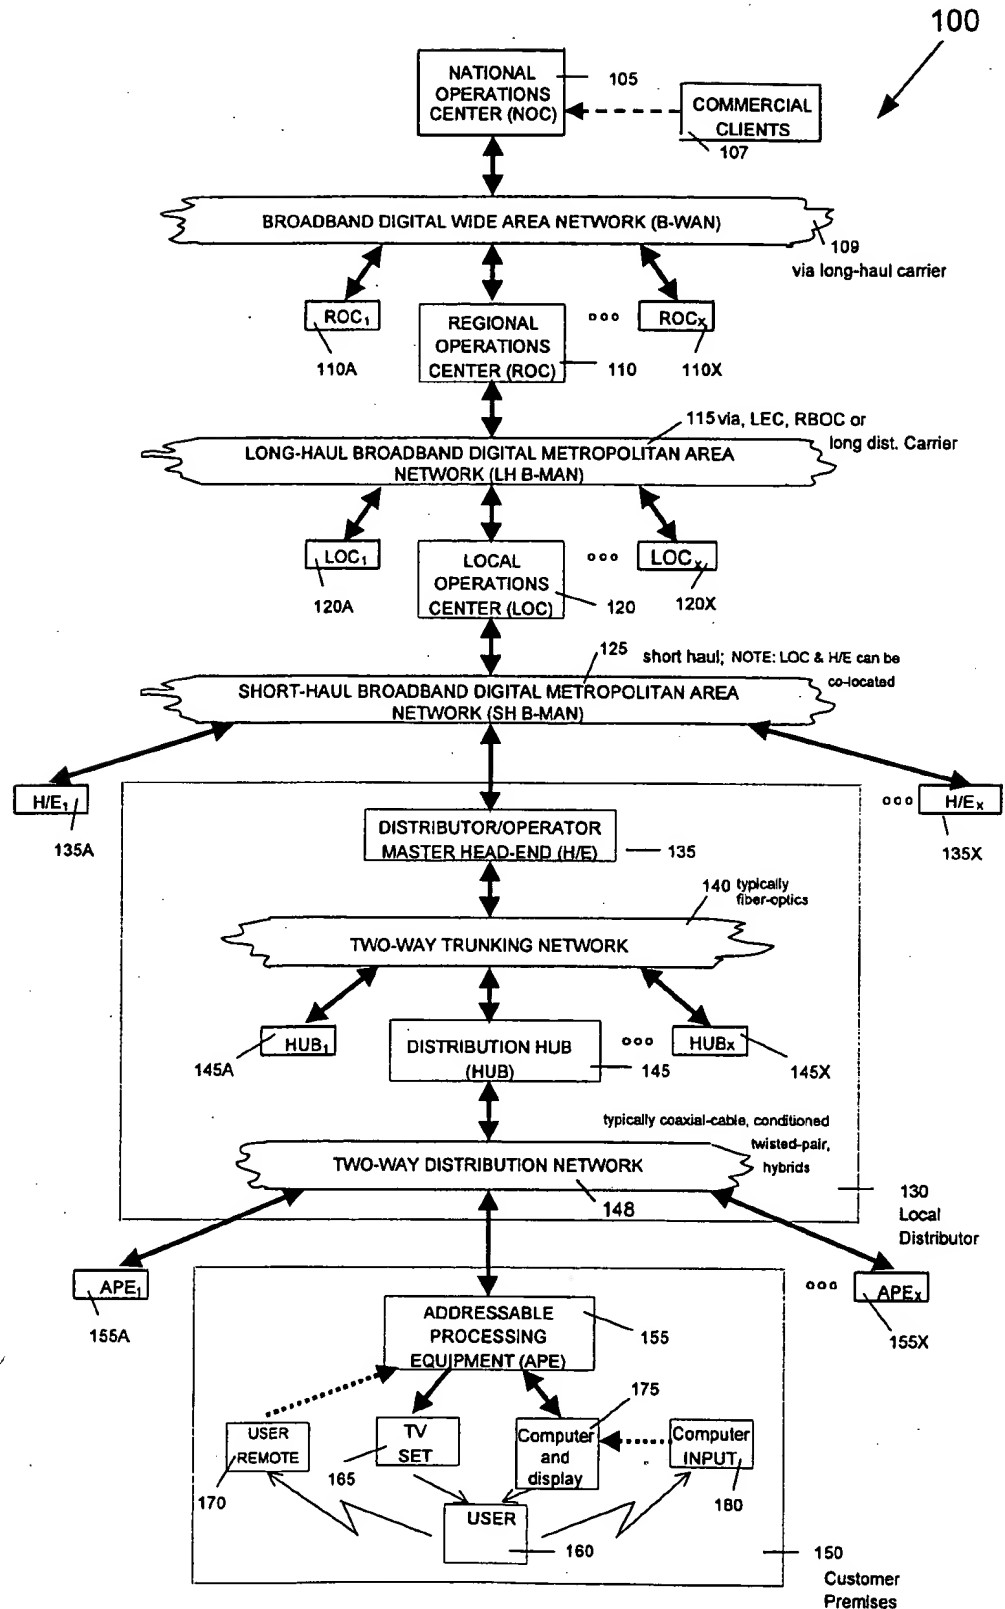 100
NATIONAL
OPERATIONS
CENTER (NOC)
105
COMMERCIAL
CLIENTS
107
BROADBAND DIGITAL WIDE AREA NETWORK (B-WAN)
109
via long-haul carrier
ROC1
REGIONAL
OPERATIONS
CENTER (ROC)
ROCX
110A
110
110X
115 via, LEC, RBOC or
long dist. Carrier
LONG-HAUL BROADBAND DIGITAL METROPOLITAN AREA
NETWORK (LH B-MAN)
LOC1
LOCAL
OPERATIONS
CENTER (LOC)
LOCX
120A
120
120X
125 short haul; NOTE: LOC & H/E can be
co-located
SHORT-HAUL BROADBAND DIGITAL METROPOLITAN AREA
NETWORK (SH B-MAN)
H/E1
H/EX
135A
DISTRIBUTOR/OPERATOR
MASTER HEAD-END (H/E)
135
135X
140 typically
fiber-optics
TWO-WAY TRUNKING NETWORK
HUB1
DISTRIBUTION HUB
(HUB)
HUBX
145A
145
145X
typically coaxial-cable, conditioned
twisted-pair,
hybrids
TWO-WAY DISTRIBUTION NETWORK
148
130
Local
Distributor
APE1
APEX
155A
ADDRESSABLE
PROCESSING
EQUIPMENT (APE)
155
155X
175
USER
REMOTE
TV
SET
Computer
and
display
Computer
INPUT
170
165
180
USER
160
150
Customer
Premises